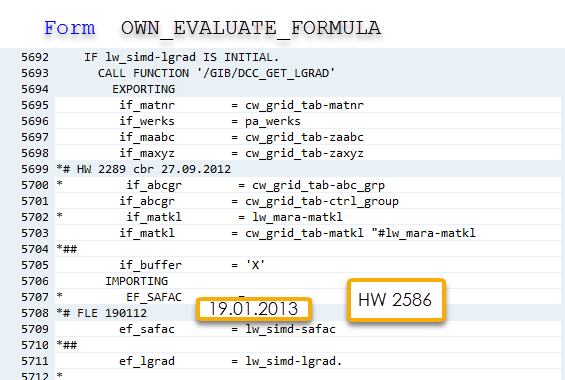 Form OWN_EVALUATE_FORMULA
5692 IF lw_simd-lgrad IS INITIAL.
5693 CALL FUNCTION '/GIB/DCC_GET_LGRAD'
5694 EXPORTING
5695 if_matnr = cw_grid_tab-matnr
5696 if_werks = pa_werks
5697 if_maabc = cw_grid_tab-zaabc
5698 if_maxyz = cw_grid_tab-zaxyz
5699 *# HW 2289 cbr 27.09.2012
5700 * if_abcgr = cw_grid_tab-abc_grp
5701 if_abcgr = cw_grid_tab-ctrl_group
5702 * if_matkl = lw_mara-matkl
5703 if_matkl = cw_grid_tab-matkl "#lw_mara-matkl
5704 *##
5705 if_buffer = 'X'
5706 IMPORTING
5707 * EF_SAFAC =
5708 *# FLE 190112
19.01.2013
HW 2586
5709 ef_safac = lw_simd-safac
5710 *##
5711 ef_lgrad = lw_simd-lgrad.
5712 *